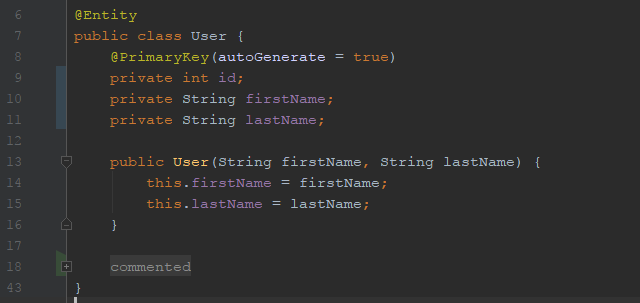 6 @Entity
7 public class User {
8 @PrimaryKey(autoGenerate = true)
9 private int id;
10 private String firstName;
11 private String lastName;
12
13 public User(String firstName, String lastName) {
14 this.firstName = firstName;
15 this.lastName = lastName;
16 }
17
18 commented
43 }